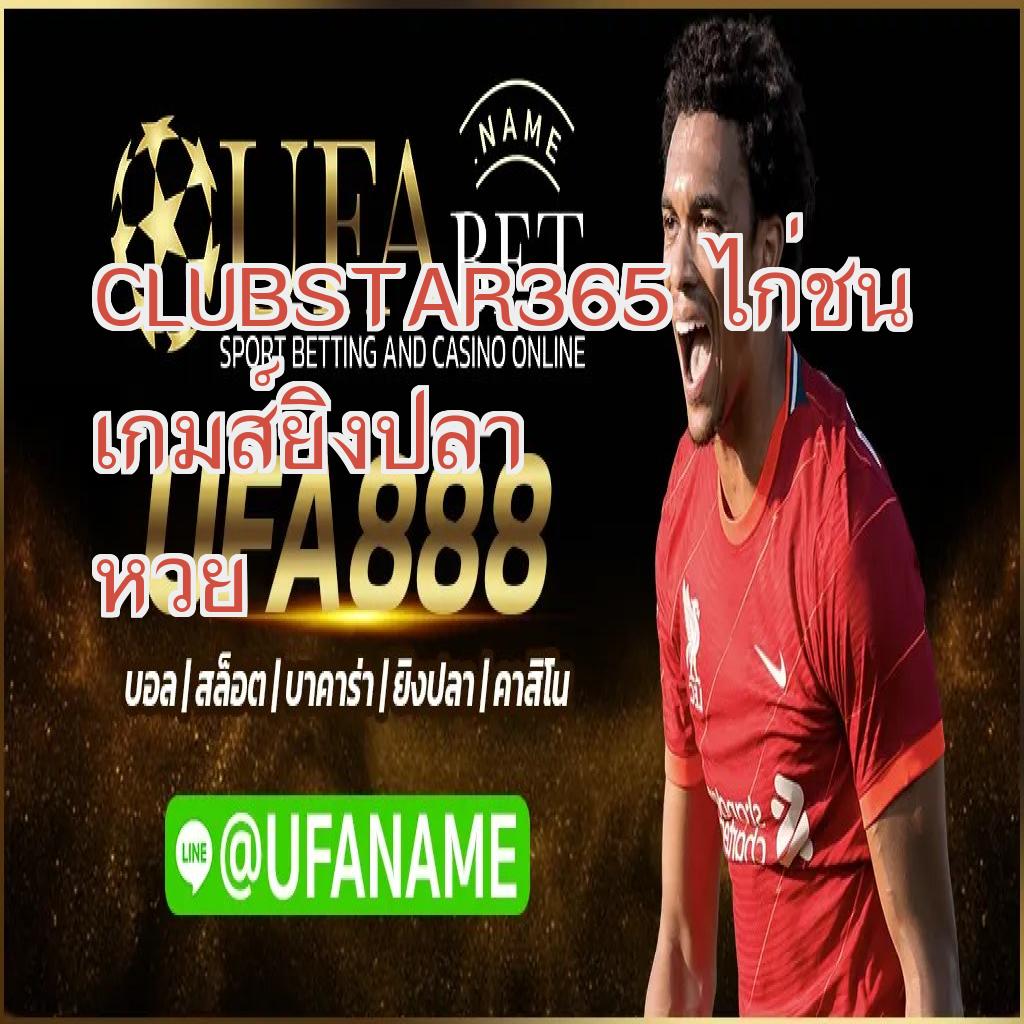 .NAME
UFA
BET
CLUBSTAR365 ไก่ชน
SPORT BETTING AND CASINO ONLINE
เกมส์ยิงปลา
UFA888
หวย
บอล | สล็อต | บาคาร่า | ยิงปลา | คาสิโน
LINE @UFANAME